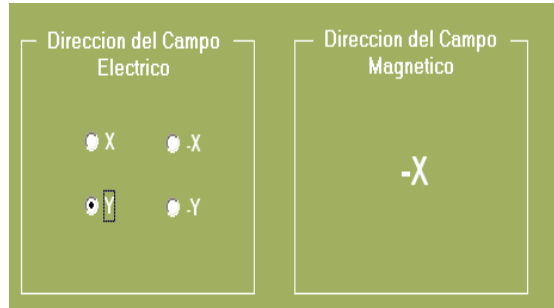 Direccion del Campo
Electrico
X
-X
Y
-Y
Direccion del Campo
Magnetico
-X